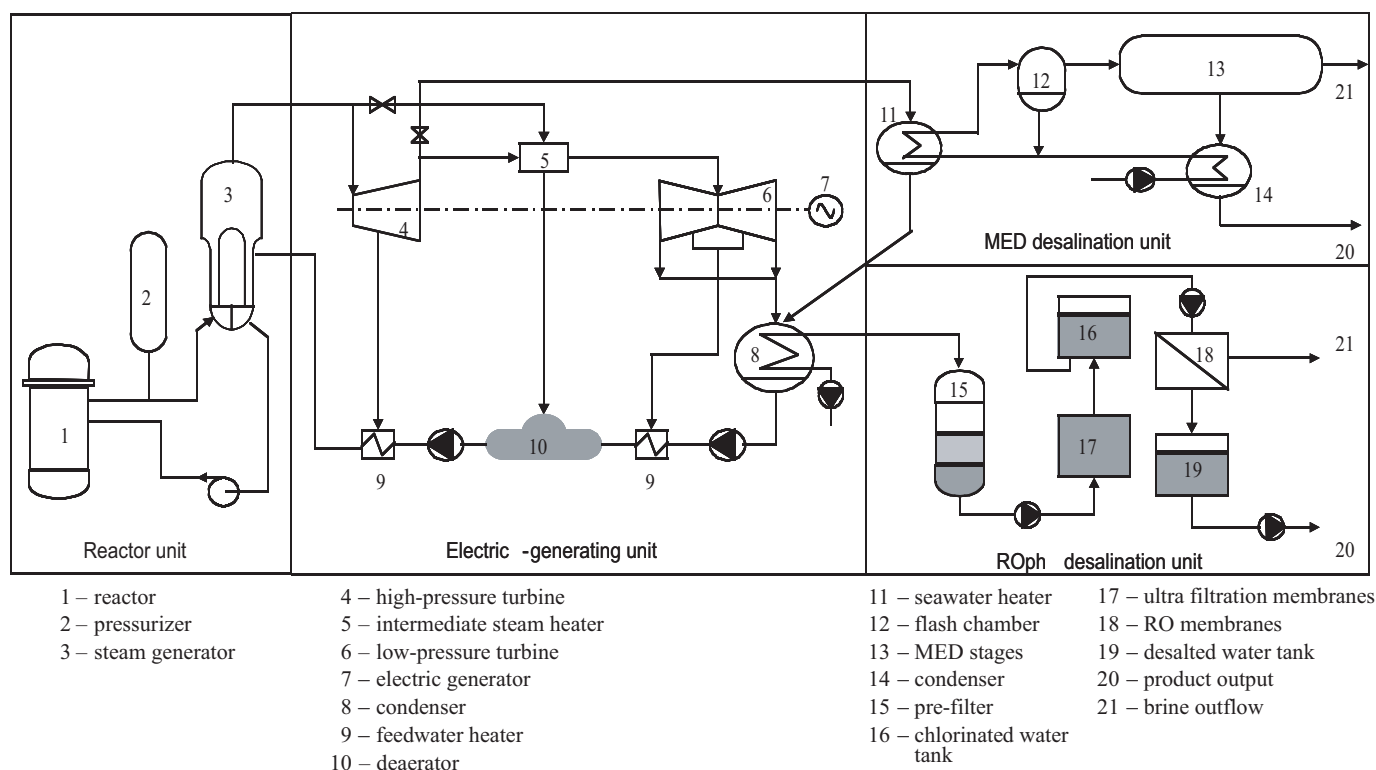 11
12
13
21
3
5
6
7
4
14
MED desalination unit
20
2
8
16
18
21
15
1
10
17
19
9
9
Reactor unit
Electric -generating unit
ROph desalination unit
20
1 – reactor
2 – pressurizer
3 – steam generator
4 – high-pressure turbine
5 – intermediate steam heater
6 – low-pressure turbine
7 – electric generator
8 – condenser
9 – feedwater heater
10 – deaerator
11 – seawater heater
12 – flash chamber
13 – MED stages
14 – condenser
15 – pre-filter
16 – chlorinated water
tank
17 – ultra filtration membranes
18 – RO membranes
19 – desalted water tank
20 – product output
21 – brine outflow